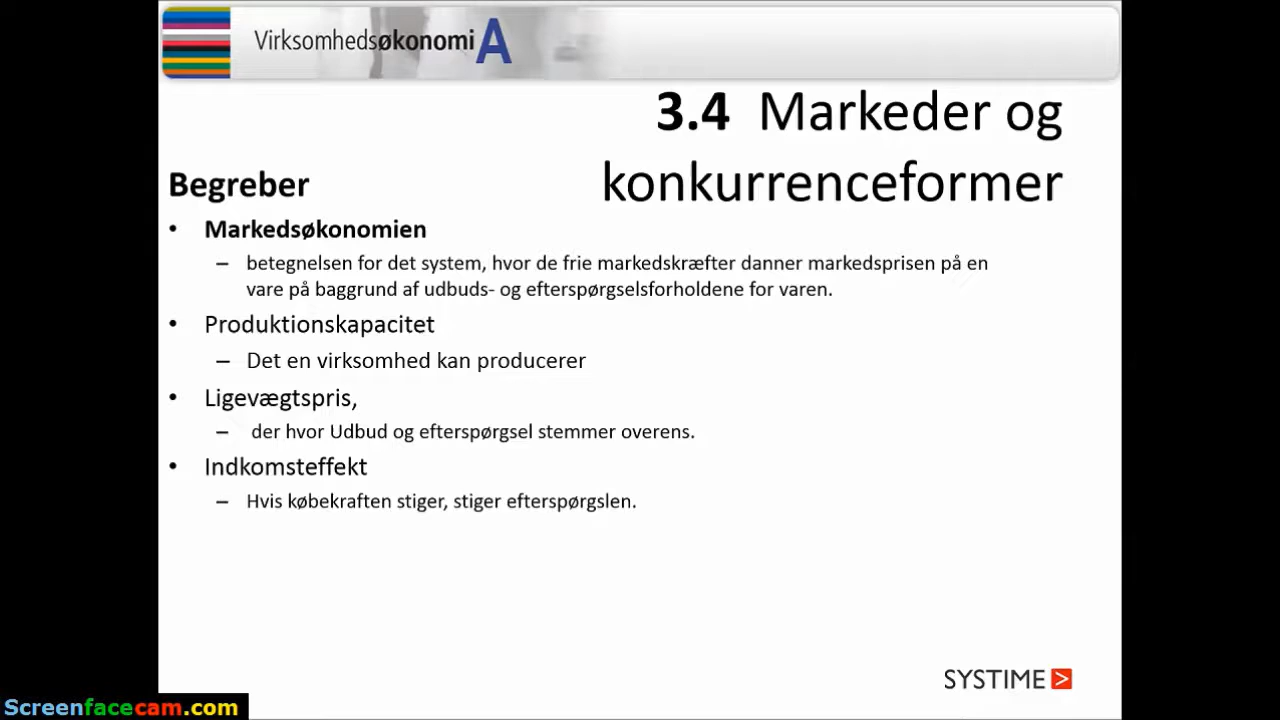 Virksomhedsøkonomi A
3.4 Markeder og
konkurrenceformer
Begreber
• Markedsøkonomien
– betegnelsen for det system, hvor de frie markedskræfter danner markedsprisen på en
vare på baggrund af udbuds- og efterspørgselsforholdene for varen.
• Produktionskapacitet
– Det en virksomhed kan producerer
• Ligevægtspris,
– der hvor Udbud og efterspørgsel stemmer overens.
• Indkomsteffekt
– Hvis købekraften stiger, stiger efterspørgslen.
SYSTIME >
Screenfacecam.com